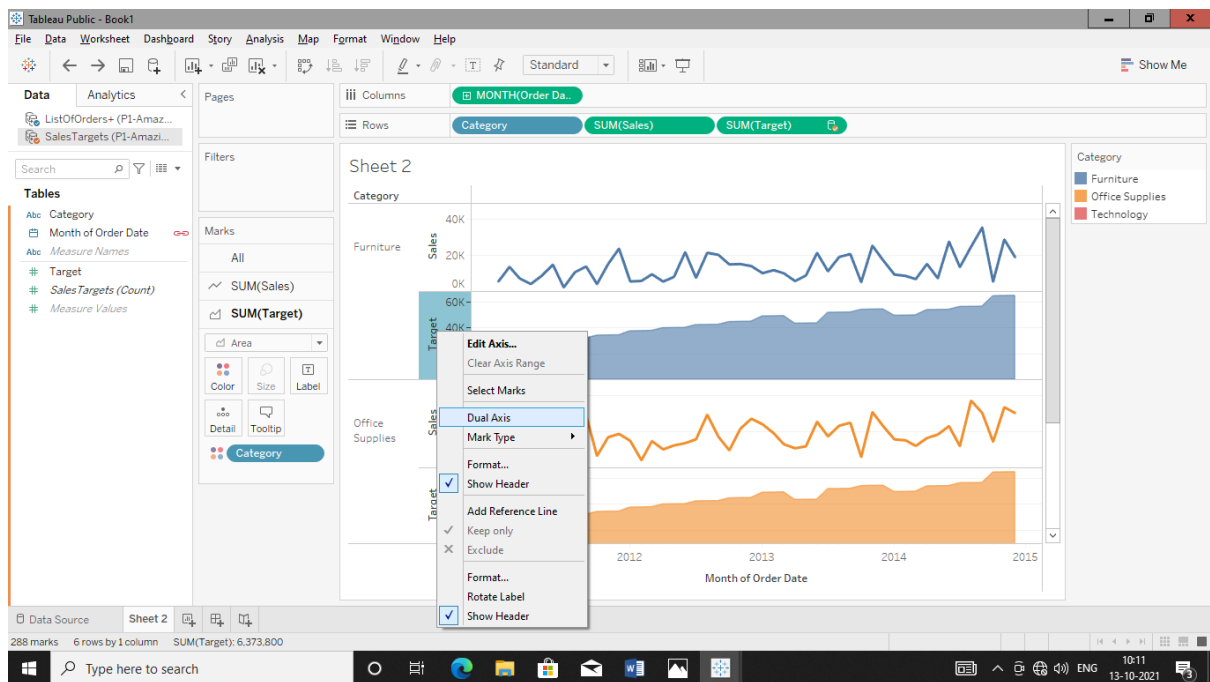 Tableau Public - Book1
File Data Worksheet Dashboard Story Analysis Map Format Window Help
Standard
Show Me
Data Analytics
ListOfOrders+ (P1-Amaz...
SalesTargets (P1-Amazi...
Search
Tables
Abc Category
Month of Order Date
Abc Measure Names
# Target
# SalesTargets (Count)
# Measure Values
Pages
Filters
Marks
All
SUM(Sales)
SUM(Target)
Area
Color Size Label
Detail Tooltip
Category
Columns MONTH(Order Da..
Rows Category SUM(Sales) SUM(Target)
Sheet 2
Category
Furniture
Sales
40K
20K
0K
Target
60K
40K
Office
Supplies
Sales
Target
2012 2013 2014 2015
Month of Order Date
Edit Axis...
Clear Axis Range
Select Marks
Dual Axis
Mark Type
Format...
Show Header
Add Reference Line
Keep only
Exclude
Format...
Rotate Label
Show Header
Category
Furniture
Office Supplies
Technology
Data Source Sheet 2
288 marks 6 rows by 1 column SUM(Target): 6,373,800
Type here to search
ENG
10:11
13-10-2021
3